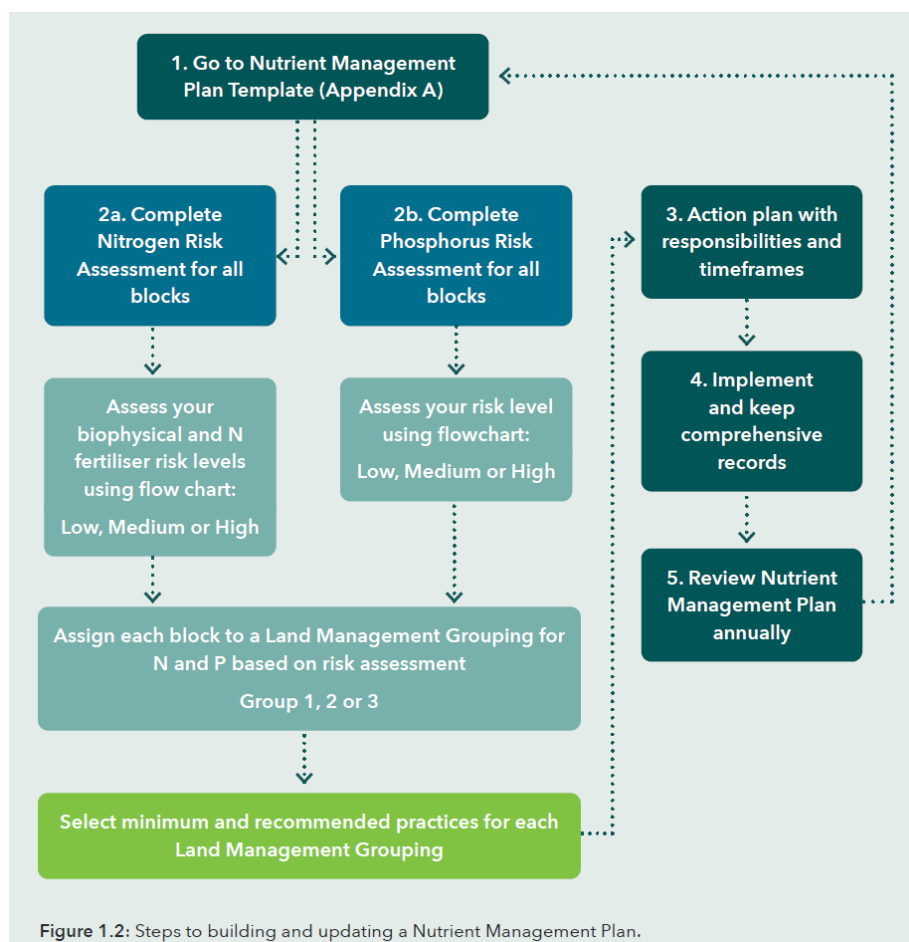 1. Go to Nutrient Management
Plan Template (Appendix A)
2a. Complete
Nitrogen Risk
Assessment for all
blocks
2b. Complete
Phosphorus Risk
Assessment for all
blocks
Assess your
biophysical and N
fertiliser risk levels
using flow chart:
Low, Medium or High
Assess your risk level
using flowchart:
Low, Medium or High
Assign each block to a Land Management Grouping for
N and P based on risk assessment
Group 1, 2 or 3
Select minimum and recommended practices for each
Land Management Grouping
3. Action plan with
responsibilities and
timeframes
4. Implement
and keep
comprehensive
records
5. Review Nutrient
Management Plan
annually
Figure 1.2: Steps to building and updating a Nutrient Management Plan.